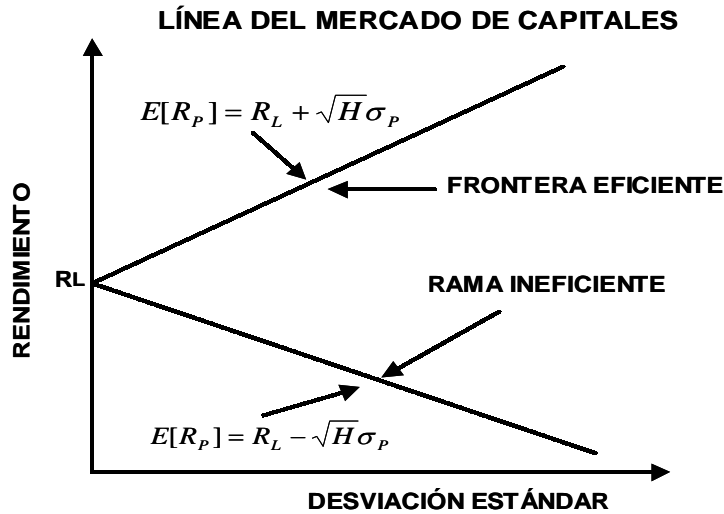 LÍNEA DEL MERCADO DE CAPITALES
E[R_P] = R_L + √H σ_P
FRONTERA EFICIENTE
RENDIMIENTO
RL
RAMA INEFICIENTE
E[R_P] = R_L − √H σ_P
DESVIACIÓN ESTÁNDAR